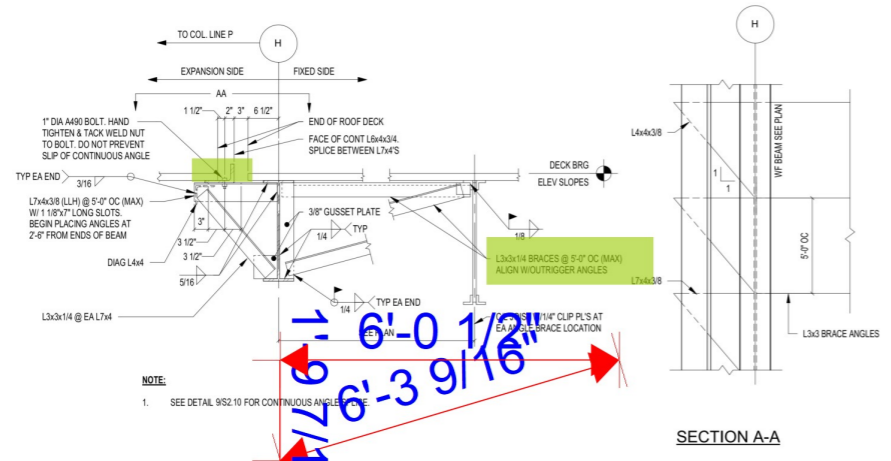 TO COL. LINE P
H
EXPANSION SIDE
FIXED SIDE
AA
1 1/2"
2"
3"
6 1/2"
1" DIA A490 BOLT. HAND
TIGHTEN & TACK WELD NUT
TO BOLT. DO NOT PREVENT
SLIP OF CONTINUOUS ANGLE
END OF ROOF DECK
FACE OF CONT L6x4x3/4.
SPLICE BETWEEN L7x4'S
TYP EA END
3/16
DECK BRG
ELEV SLOPES
L7x4x3/8 (LLH) @ 5'-0" OC (MAX)
W/ 1 1/8"x7" LONG SLOTS.
BEGIN PLACING ANGLES AT
2'-6" FROM ENDS OF BEAM
3"
3/8" GUSSET PLATE
1/4
TYP
1/8
3 1/2"
3 1/2"
DIAG L4x4
L3x3x1/4 BRACES @ 5'-0" OC (MAX)
ALIGN W/OUTRIGGER ANGLES
5/16
L3x3x1/4 @ EA L7x4
1/4
TYP EA END
1/4" CLIP PL'S AT
EA ANGLE BRACE LOCATION
PLAN
6'-0 1/2"
6'-3 9/16"
1'-9 7/1
NOTE:
1. SEE DETAIL 9/S2.10 FOR CONTINUOUS ANGLE
H
L4x4x3/8
WF BEAM SEE PLAN
1
1
5'-0" OC
L7x4x3/8
L3x3 BRACE ANGLES
SECTION A-A